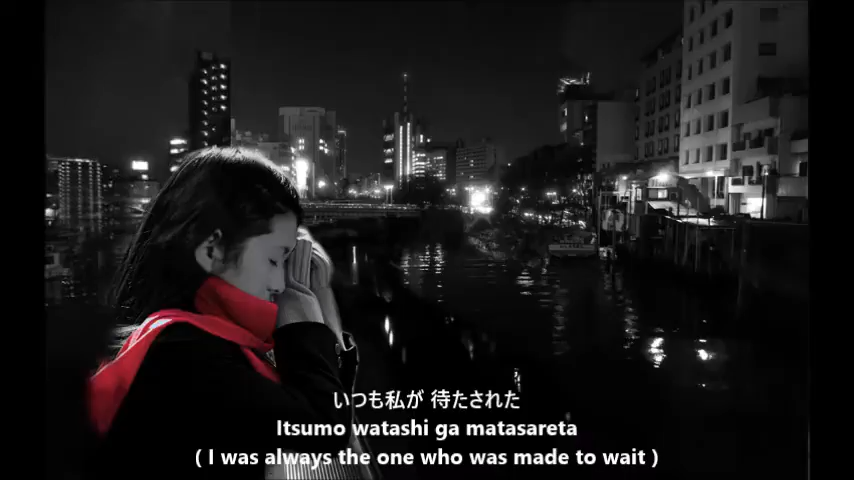 いつも私が 待たされた
Itsumo watashi ga matasareta
( I was always the one who was made to wait )